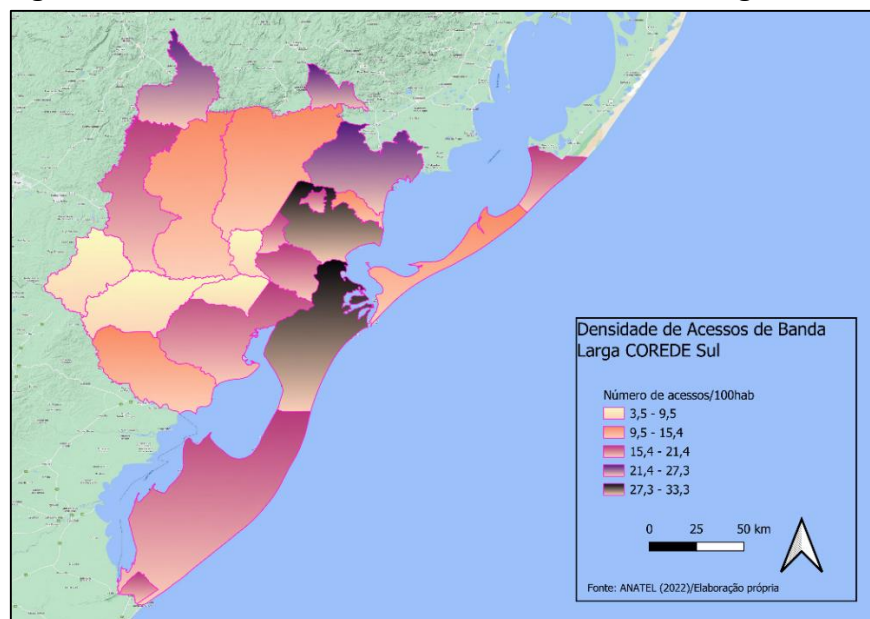 Densidade de Acessos de Banda
Larga COREDE Sul
Número de acessos/100hab
3,5 - 9,5
9,5 - 15,4
15,4 - 21,4
21,4 - 27,3
27,3 - 33,3
0 25 50 km
Fonte: ANATEL (2022)/Elaboração própria